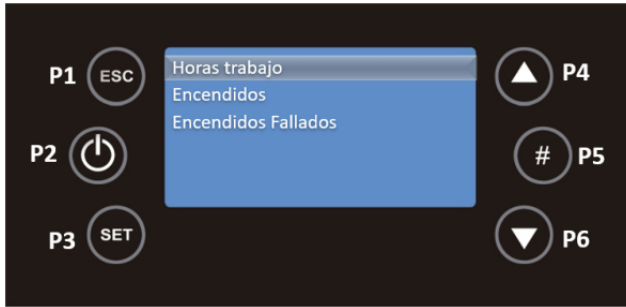 P1 ESC
Horas trabajo
P4
Encendidos
Encendidos Fallados
P2
# P5
P3 SET
P6